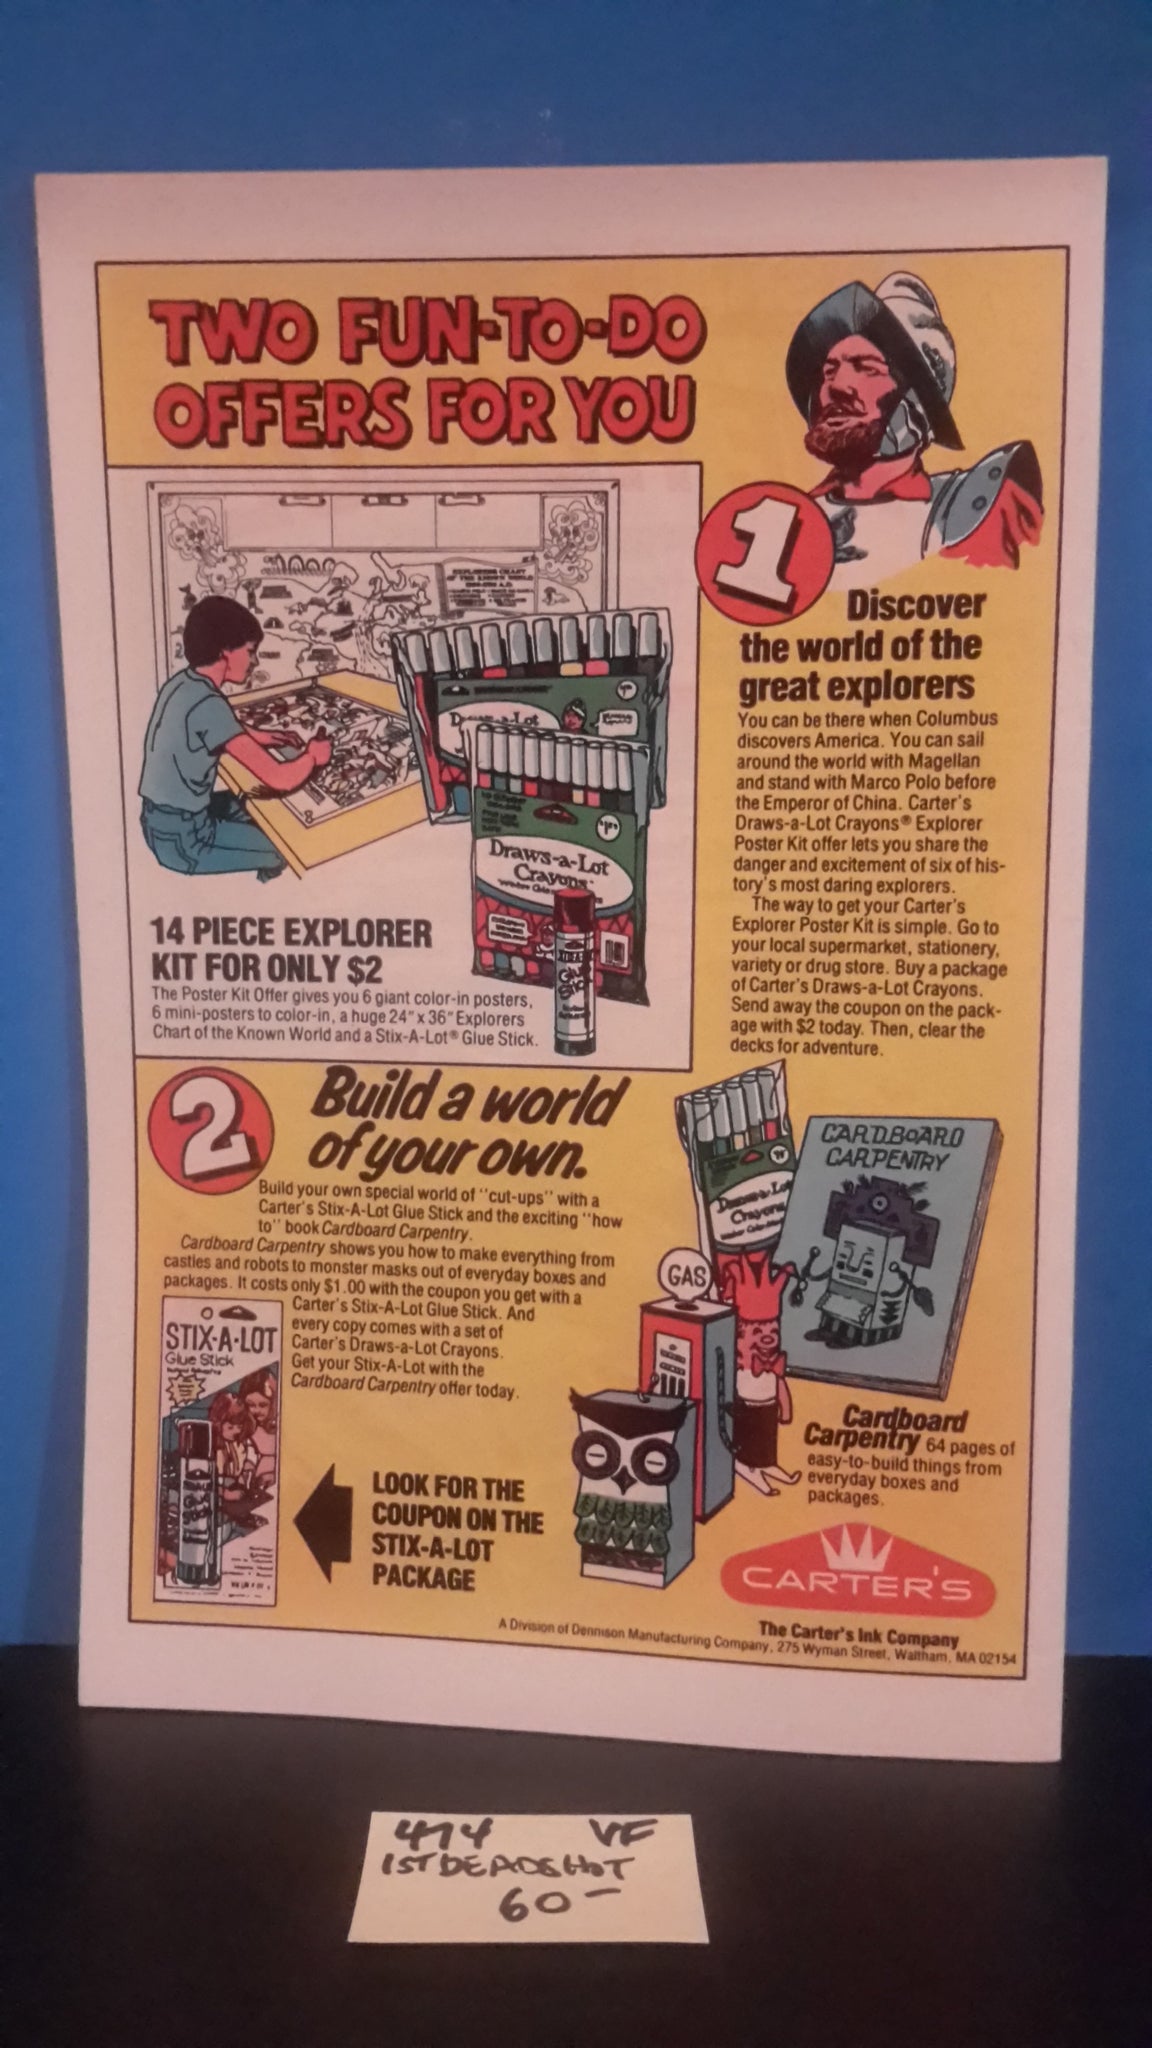 TWO FUN-TO-DO
OFFERS FOR YOU
1
Discover
the world of the
great explorers
You can be there when Columbus
discovers America. You can sail
around the world with Magellan
and stand with Marco Polo before
the Emperor of China. Carter's
Draws-a-Lot Crayons® Explorer
Poster Kit offer lets you share the
danger and excitement of six of his-
tory's most daring explorers.
The way to get your Carter's
Explorer Poster Kit is simple. Go to
your local supermarket, stationery,
variety or drug store. Buy a package
of Carter's Draws-a-Lot Crayons.
Send away the coupon on the pack-
age with $2 today. Then, clear the
decks for adventure.
EXPLORERS CHART
OF THE KNOWN WORLD
Draws-a-Lot
Draws-a-Lot
Crayons
Glue
Stick
14 PIECE EXPLORER
KIT FOR ONLY $2
The Poster Kit Offer gives you 6 giant color-in posters,
6 mini-posters to color-in, a huge 24" x 36" Explorers
Chart of the Known World and a Stix-A-Lot® Glue Stick.
2
Build a world
of your own.
Build your own special world of "cut-ups" with a
Carter's Stix-A-Lot Glue Stick and the exciting "how
to" book Cardboard Carpentry.
Cardboard Carpentry shows you how to make everything from
castles and robots to monster masks out of everyday boxes and
packages. It costs only $1.00 with the coupon you get with a
Carter's Stix-A-Lot Glue Stick. And
every copy comes with a set of
Carter's Draws-a-Lot Crayons.
Get your Stix-A-Lot with the
Cardboard Carpentry offer today.
STIX-A-LOT
Glue Stick
LOOK FOR THE
COUPON ON THE
STIX-A-LOT
PACKAGE
Draws-a-Lot
Crayons
CARDBOARD
CARPENTRY
GAS
Cardboard
Carpentry 64 pages of
easy-to-build things from
everyday boxes and
packages.
CARTER'S
The Carter's Ink Company
A Division of Dennison Manufacturing Company, 275 Wyman Street, Waltham, MA 02154
474 VF
1ST DEADSHOT
60-